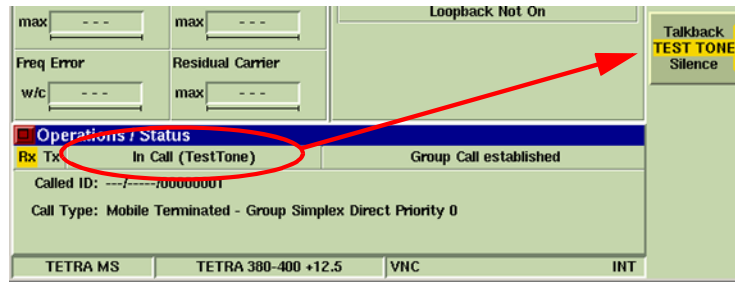 max --- max --- Loopback Not On
Talkback
TEST TONE
Silence
Freq Error Residual Carrier
w/c --- max ---
Operations / Status
Rx Tx In Call (TestTone) Group Call established
Called ID: ---/-----/00000001
Call Type: Mobile Terminated - Group Simplex Direct Priority 0
TETRA MS TETRA 380-400 +12.5 VNC INT